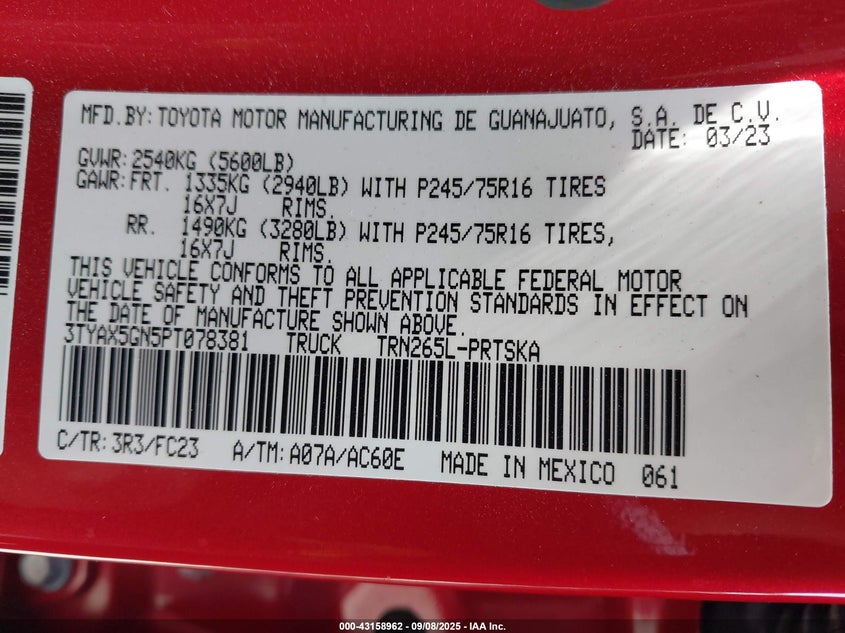 MFD.BY: TOYOTA MOTOR MANUFACTURING DE GUANAJUATO, S.A. DE C.V.
DATE: 03/23
GVWR: 2540KG (5600LB)
GAWR: FRT. 1335KG (2940LB) WITH P245/75R16 TIRES
16X7J RIMS.
RR. 1490KG (3280LB) WITH P245/75R16 TIRES,
16X7J RIMS.
THIS VEHICLE CONFORMS TO ALL APPLICABLE FEDERAL MOTOR
VEHICLE SAFETY AND THEFT PREVENTION STANDARDS IN EFFECT ON
THE DATE OF MANUFACTURE SHOWN ABOVE.
3TYAX5GN5PT078381 TRUCK TRN265L-PRTSKA
C/TR: 3R3/FC23 A/TM: A07A/AC60E MADE IN MEXICO 061
000-43158962 - 09/08/2025 - IAA Inc.